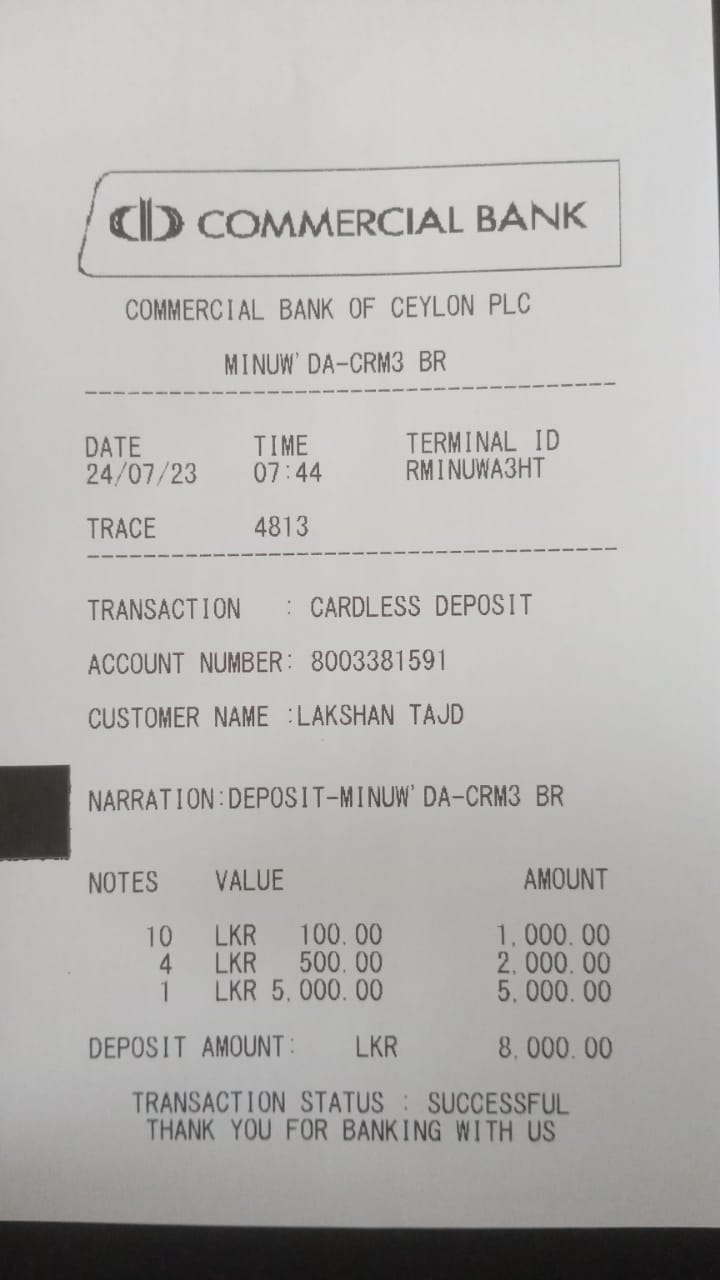 COMMERCIAL BANK
COMMERCIAL BANK OF CEYLON PLC
MINUW'DA-CRM3 BR
DATE TIME TERMINAL ID
24/07/23 07:44 RMINUWA3HT
TRACE 4813
TRANSACTION : CARDLESS DEPOSIT
ACCOUNT NUMBER: 8003381591
CUSTOMER NAME :LAKSHAN TAJD
NARRATION:DEPOSIT-MINUW'DA-CRM3 BR
NOTES VALUE AMOUNT
10 LKR 100.00 1,000.00
4 LKR 500.00 2,000.00
1 LKR 5,000.00 5,000.00
DEPOSIT AMOUNT: LKR 8,000.00
TRANSACTION STATUS : SUCCESSFUL
THANK YOU FOR BANKING WITH US